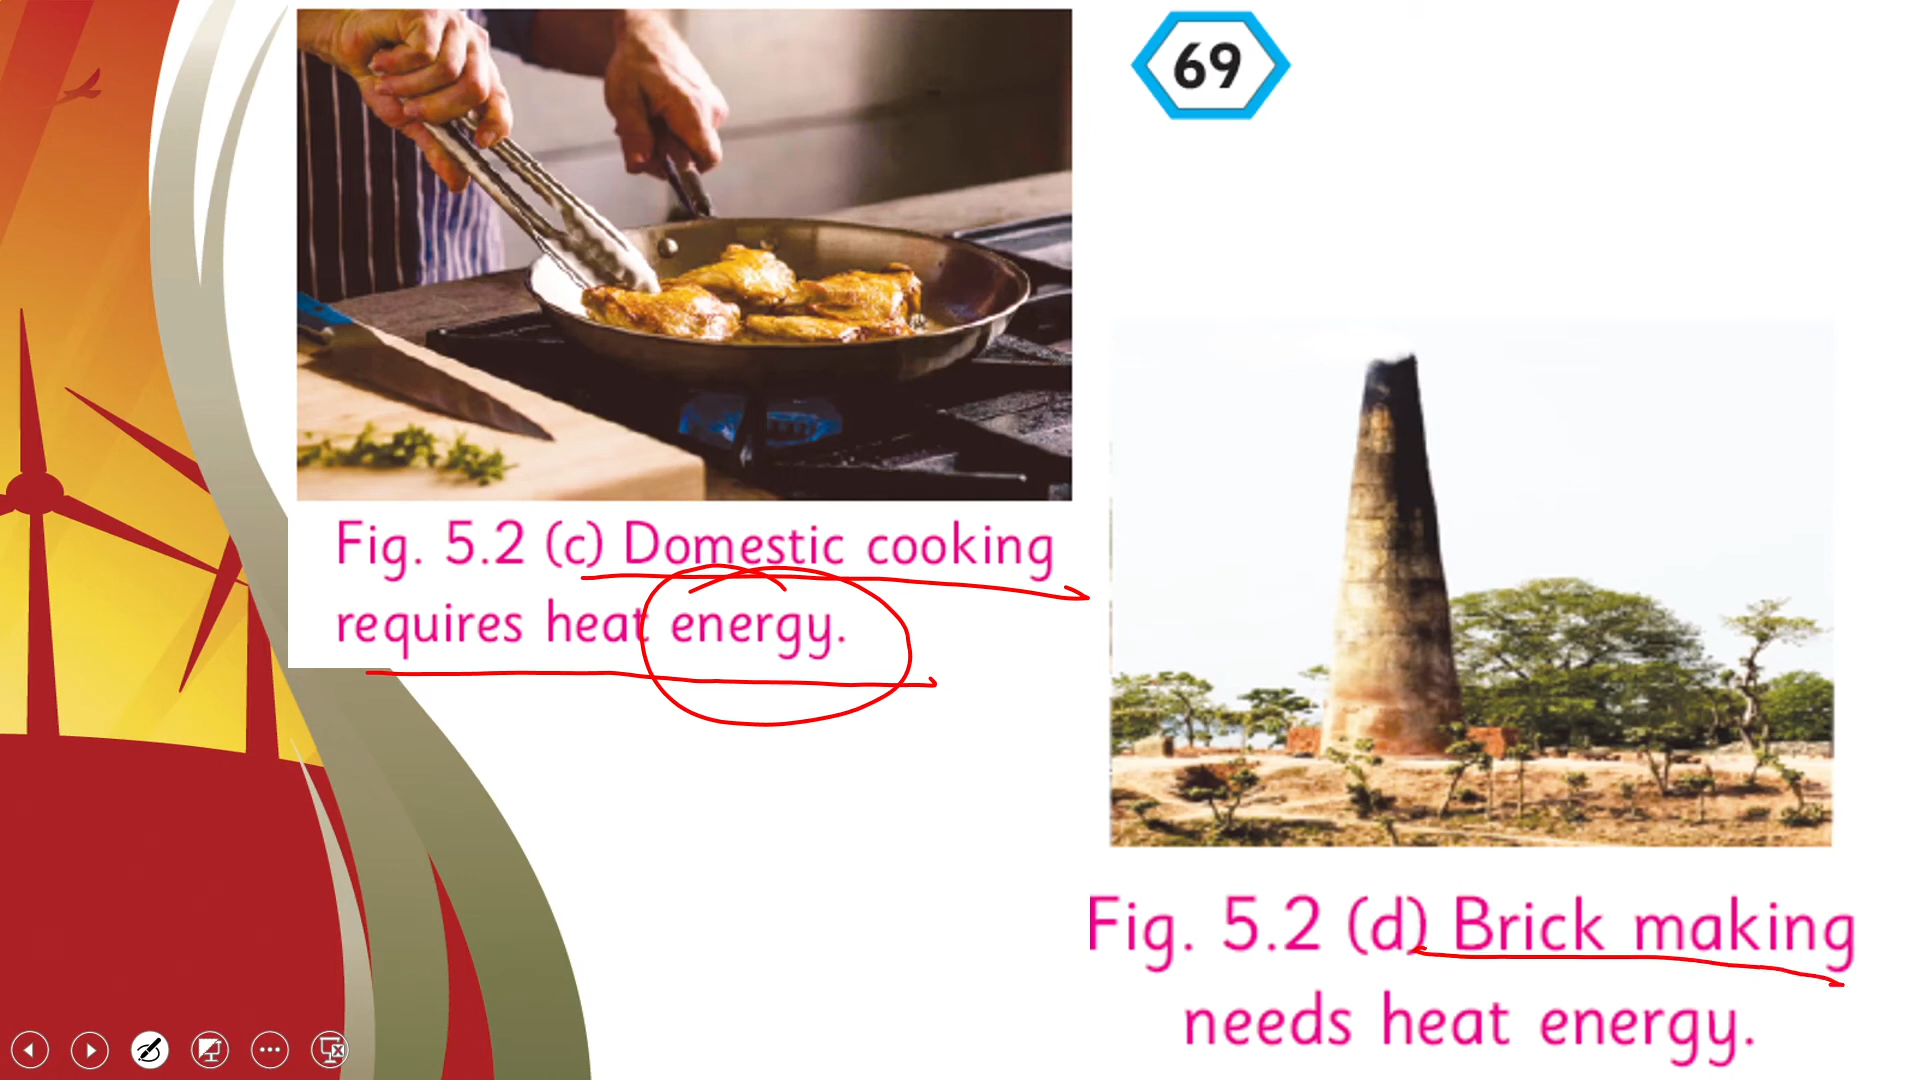 69
Fig. 5.2 (c) Domestic cooking
requires heat energy.
Fig. 5.2 (d) Brick making
needs heat energy.